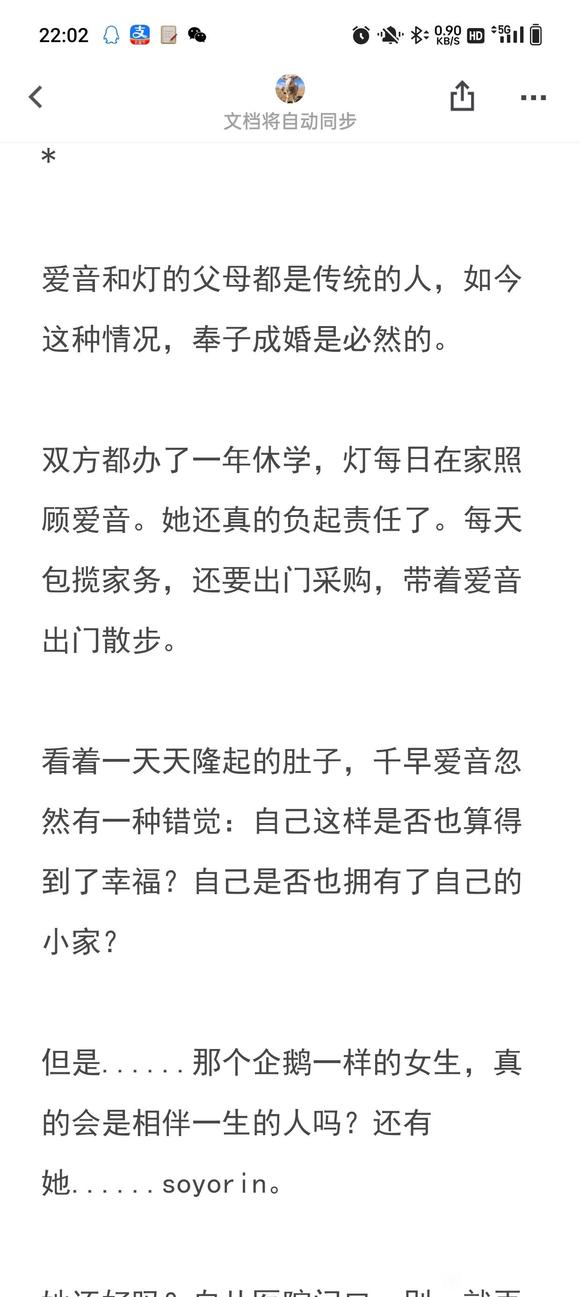 22:02
0.90
KB/S
HD
5G
支
文档将自动同步
*
爱音和灯的父母都是传统的人，如今
这种情况，奉子成婚是必然的。
双方都办了一年休学，灯每日在家照
顾爱音。她还真的负起责任了。每天
包揽家务，还要出门采购，带着爱音
出门散步。
看着一天天隆起的肚子，千早爱音忽
然有一种错觉：自己这样是否也算得
到了幸福？自己是否也拥有了自己的
小家？
但是......那个企鹅一样的女生，真
的会是相伴一生的人吗？还有
她......soyorin。